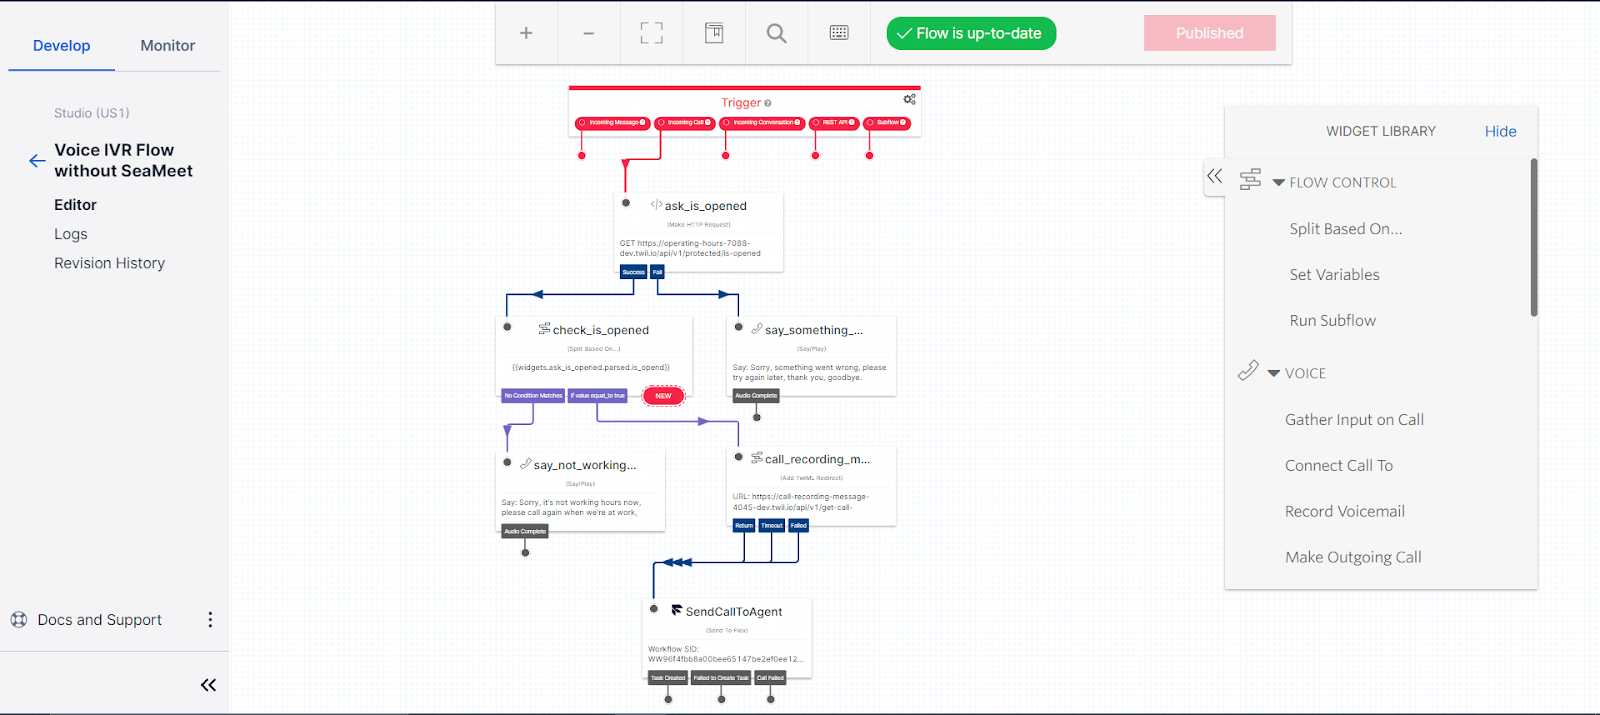 Develop
Monitor
Studio (US1)
Voice IVR Flow
without SeaMeet
Editor
Logs
Revision History
Docs and Support
Flow is up-to-date
Published
Trigger
Incoming Message
Incoming Call
Incoming Conversation
REST API
Subflow
ask_is_opened
(Make HTTP Request)
GET https://operating-hours-7088-
dev.twil.io/api/v1/protected/is-opened
Success
Fail
check_is_opened
(Split Based On...)
{{widgets.ask_is_opened.parsed.is_opend}}
No Condition Matches
If value equal_to true
NEW
say_something_...
(Say/Play)
Say: Sorry, something went wrong, please
try again later, thank you, goodbye.
Audio Complete
say_not_working...
(Say/Play)
Say: Sorry, it's not working hours now,
please call again when we're at work,
Audio Complete
call_recording_m...
(Add TwiML Redirect)
URL: https://call-recording-message-
4045-dev.twil.io/api/v1/get-call-
Return
Timeout
Failed
SendCallToAgent
(Send To Flex)
Workflow SID:
WW96f4fbb8a00bee65147be2ef0ee12...
Task Created
Failed to Create Task
Call Failed
WIDGET LIBRARY
Hide
FLOW CONTROL
Split Based On...
Set Variables
Run Subflow
VOICE
Gather Input on Call
Connect Call To
Record Voicemail
Make Outgoing Call